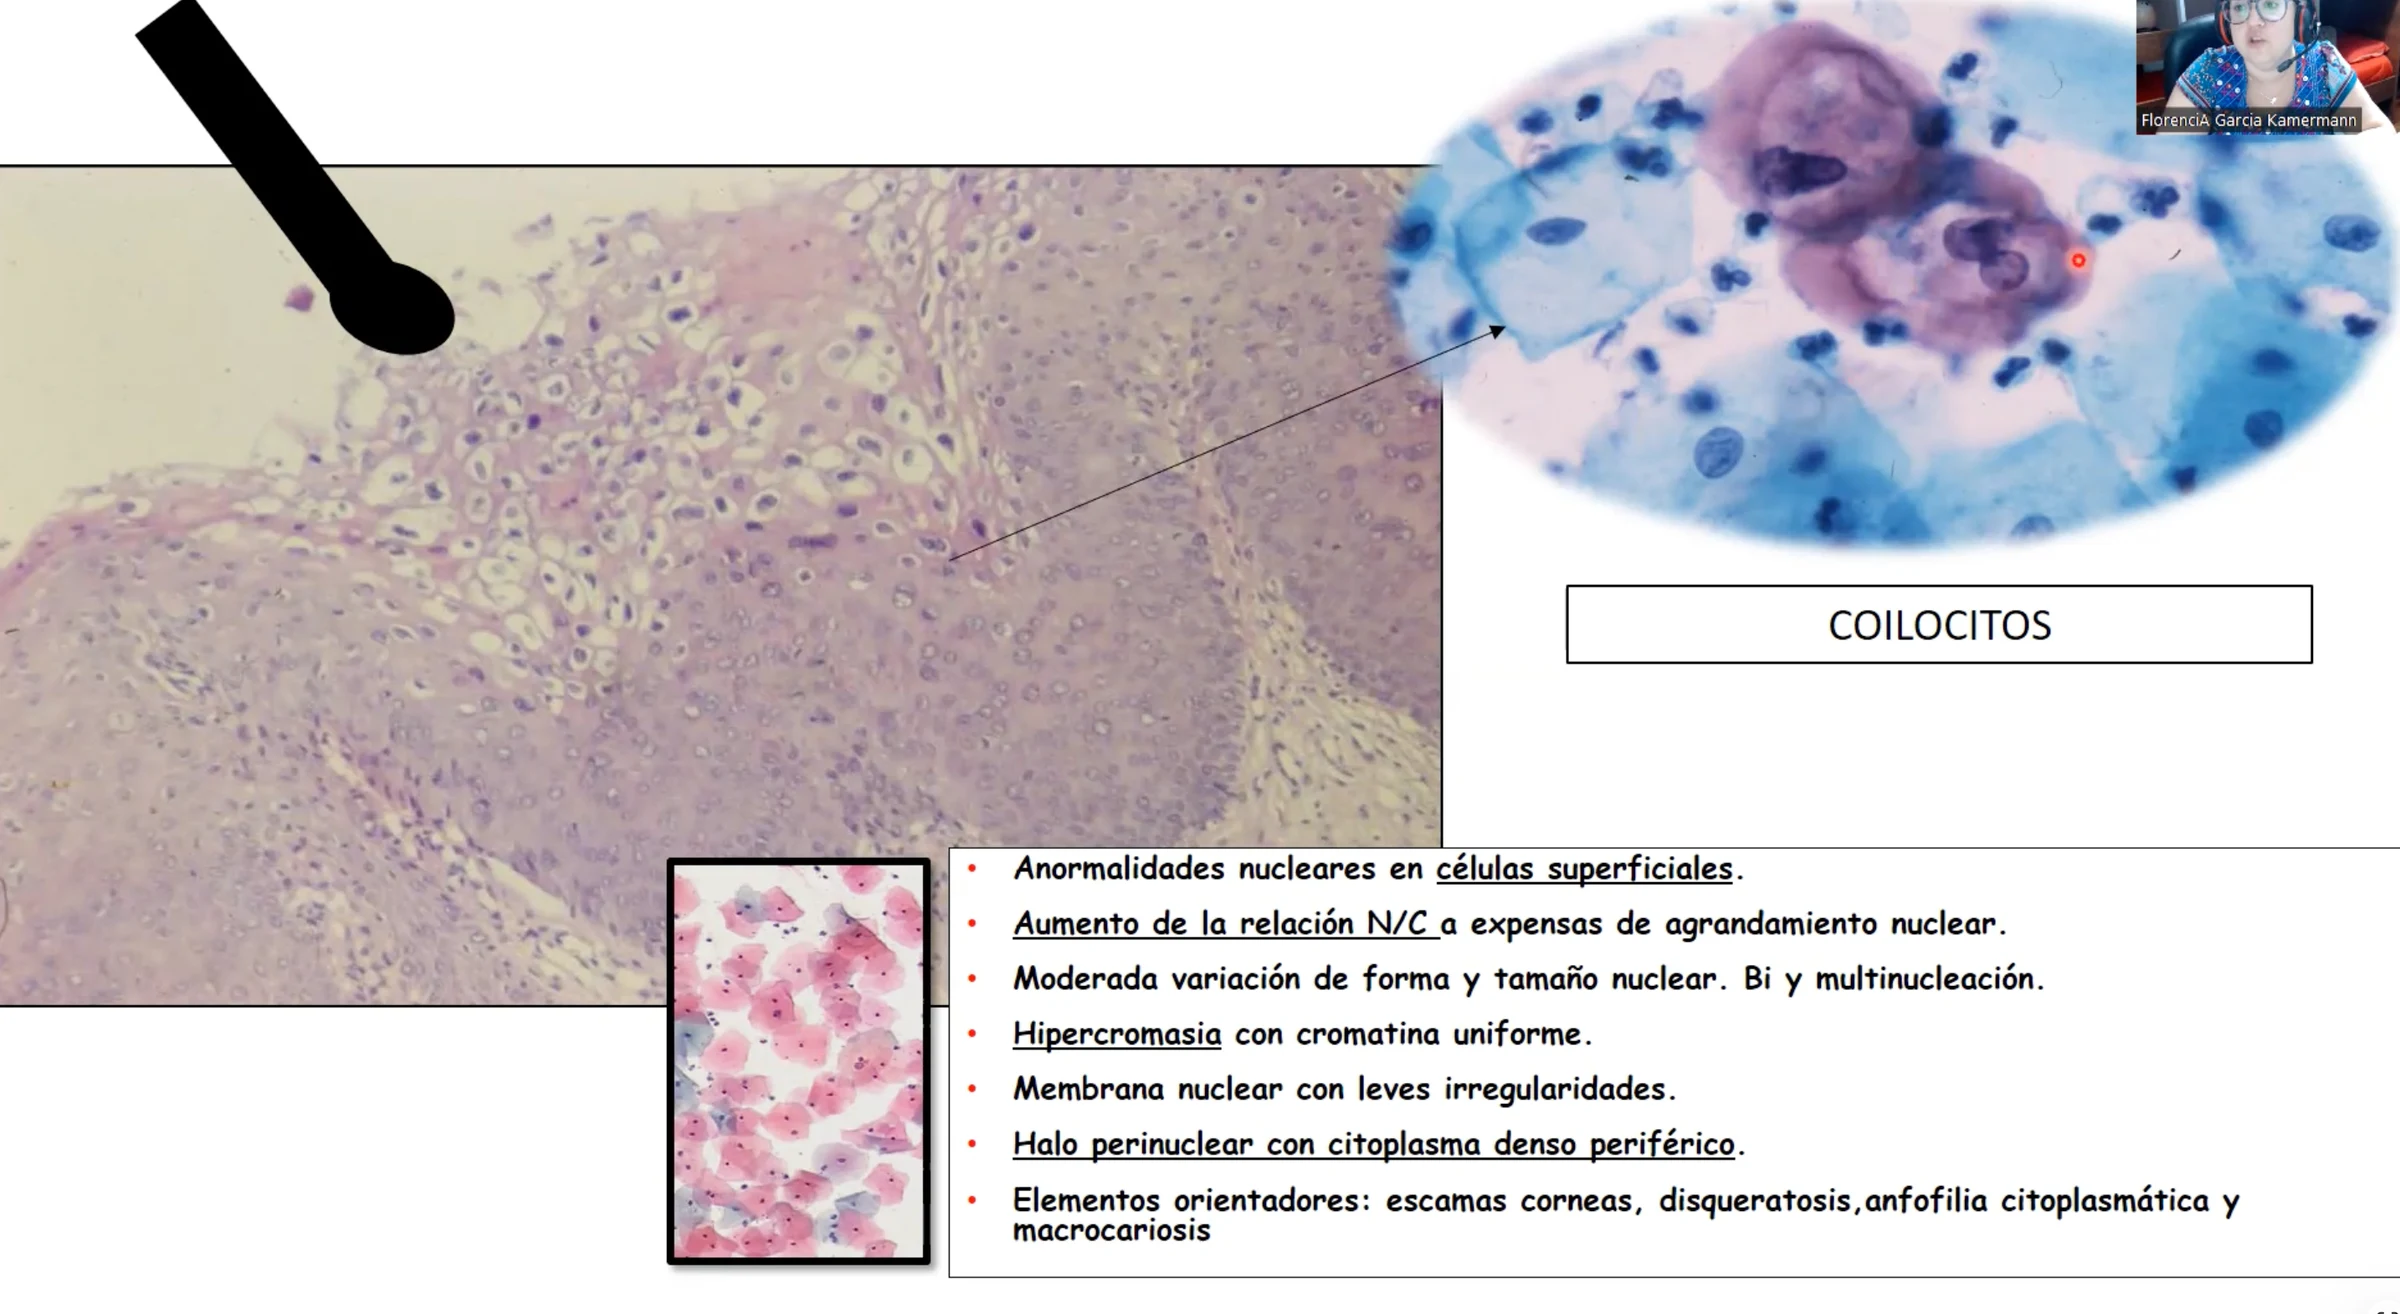 FlorenciA Garcia Kamermann
COILOCITOS
• Anormalidades nucleares en células superficiales.
• Aumento de la relación N/C a expensas de agrandamiento nuclear.
• Moderada variación de forma y tamaño nuclear. Bi y multinucleación.
• Hipercromasia con cromatina uniforme.
• Membrana nuclear con leves irregularidades.
• Halo perinuclear con citoplasma denso periférico.
• Elementos orientadores: escamas corneas, disqueratosis,anfofilia citoplasmática y
macrocariosis